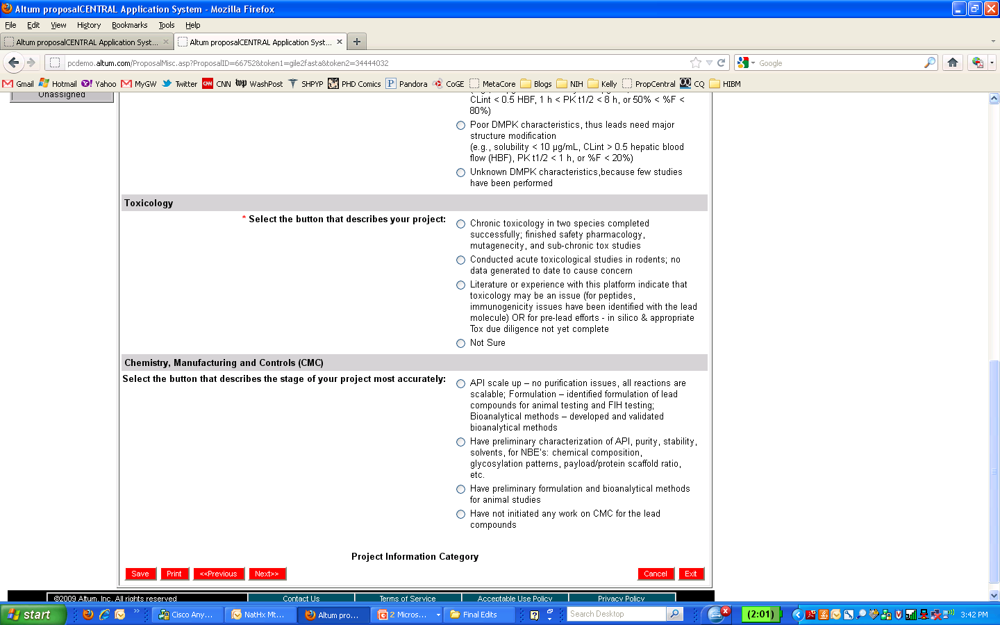 Altum proposalCENTRAL Application System - Mozilla Firefox
File Edit View History Bookmarks Tools Help
Altum proposalCENTRAL Application Syst...
Altum proposalCENTRAL Application Syst...
pcdemo.altum.com/ProposalMisc.asp?ProposalID=66752&token1=gile2fasta&token2=34444032
Google
Gmail Hotmail Yahoo MyGW Twitter CNN WashPost SHPYP PHD Comics Pandora CoGE MetaCore Blogs NIH Kelly PropCentral CQ HIBM
Unassigned
CLint < 0.5 HBF, 1 h < PK t1/2 < 8 h, or 50% < %F <
80%)
Poor DMPK characteristics, thus leads need major
structure modification
(e.g., solubility < 10 µg/mL, CLint > 0.5 hepatic blood
flow (HBF), PK t1/2 < 1 h, or %F < 20%)
Unknown DMPK characteristics,because few studies
have been performed
Toxicology
* Select the button that describes your project:
Chronic toxicology in two species completed
successfully; finished safety pharmacology,
mutagenecity, and sub-chronic tox studies
Conducted acute toxicological studies in rodents; no
data generated to date to cause concern
Literature or experience with this platform indicate that
toxicology may be an issue (for peptides,
immunogenicity issues have been identified with the lead
molecule) OR for pre-lead efforts - in silico & appropriate
Tox due diligence not yet complete
Not Sure
Chemistry, Manufacturing and Controls (CMC)
Select the button that describes the stage of your project most accurately:
API scale up – no purification issues, all reactions are
scalable; Formulation – identified formulation of lead
compounds for animal testing and FIH testing;
Bioanalytical methods – developed and validated
bioanalytical methods
Have preliminary characterization of API, purity, stability,
solvents, for NBE's: chemical composition,
glycosylation patterns, payload/protein scaffold ratio,
etc.
Have preliminary formulation and bioanalytical methods
for animal studies
Have not initiated any work on CMC for the lead
compounds
Project Information Category
Save Print <<Previous Next>> Cancel Exit
©2009 Altum, Inc. All rights reserved Contact Us Terms of Service Acceptable Use Policy Privacy Policy
start Cisco Any... NatHx Mt... Altum pro... 2 Micros... Final Edits Search Desktop (2:01) 3:42 PM